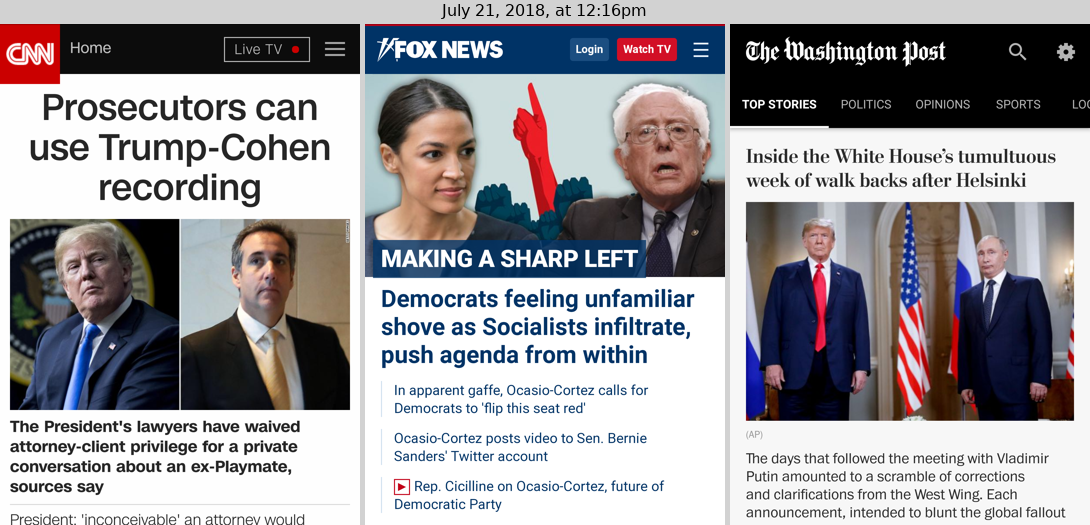 July 21, 2018, at 12:16pm
CNN
Home
Live TV
Prosecutors can
use Trump-Cohen
recording
The President's lawyers have waived
attorney-client privilege for a private
conversation about an ex-Playmate,
sources say
President: 'inconceivable' an attorney would
FOX NEWS
Login
Watch TV
MAKING A SHARP LEFT
Democrats feeling unfamiliar
shove as Socialists infiltrate,
push agenda from within
In apparent gaffe, Ocasio-Cortez calls for
Democrats to 'flip this seat red'
Ocasio-Cortez posts video to Sen. Bernie
Sanders' Twitter account
Rep. Cicilline on Ocasio-Cortez, future of
Democratic Party
The Washington Post
TOP STORIES POLITICS OPINIONS SPORTS LOC
Inside the White House's tumultuous
week of walk backs after Helsinki
(AP)
The days that followed the meeting with Vladimir
Putin amounted to a scramble of corrections
and clarifications from the West Wing. Each
announcement, intended to blunt the global fallout